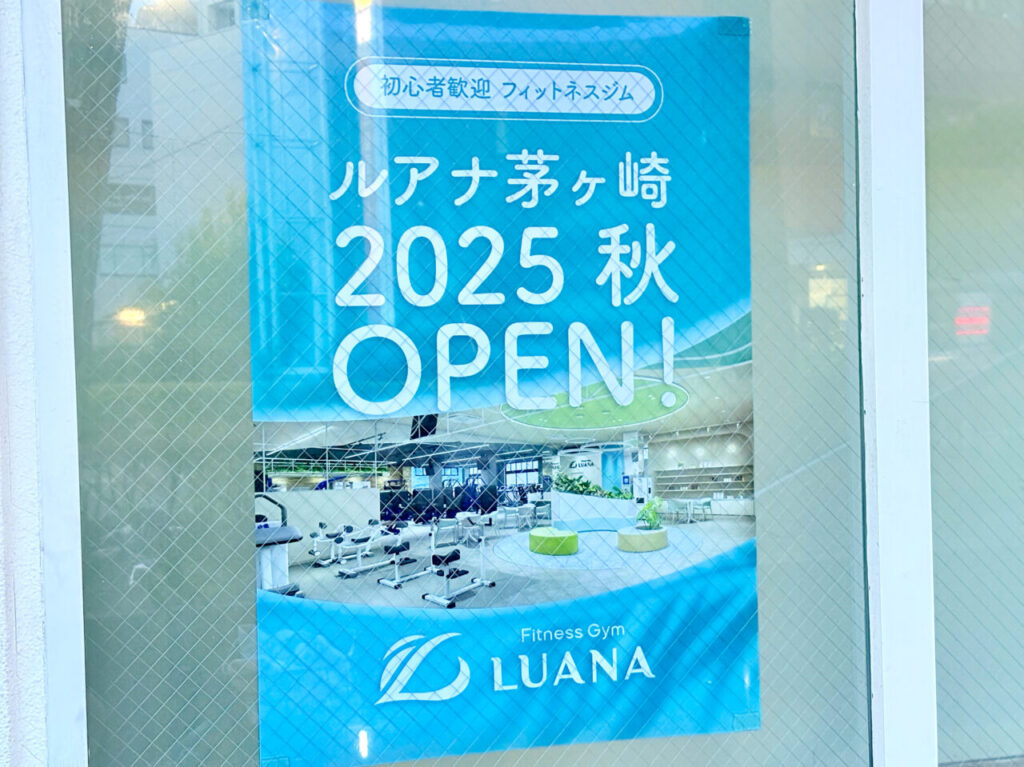 初心者歓迎 フィットネスジム
ルアナ茅ヶ崎
2025 秋
OPEN!
LUANA
Fitness Gym
LUANA